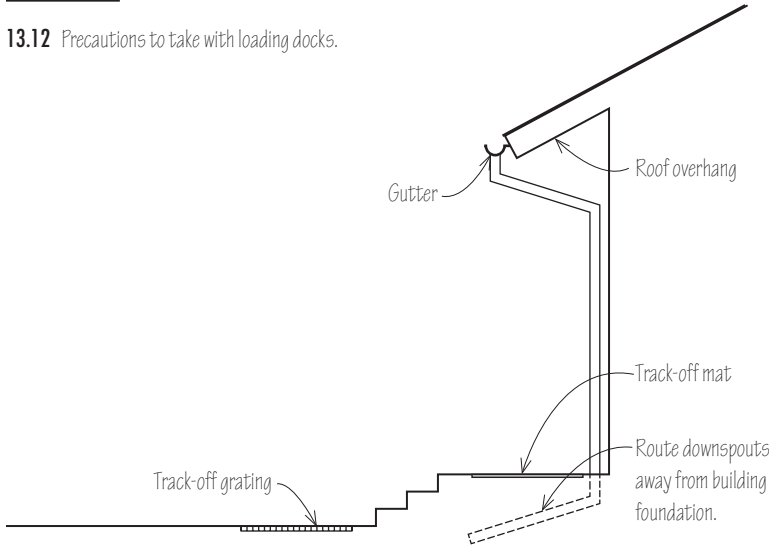 13.12 Precautions to take with loading docks.
Roof overhang
Gutter
Track-off mat
Route downspouts
away from building
foundation.
Track-off grating